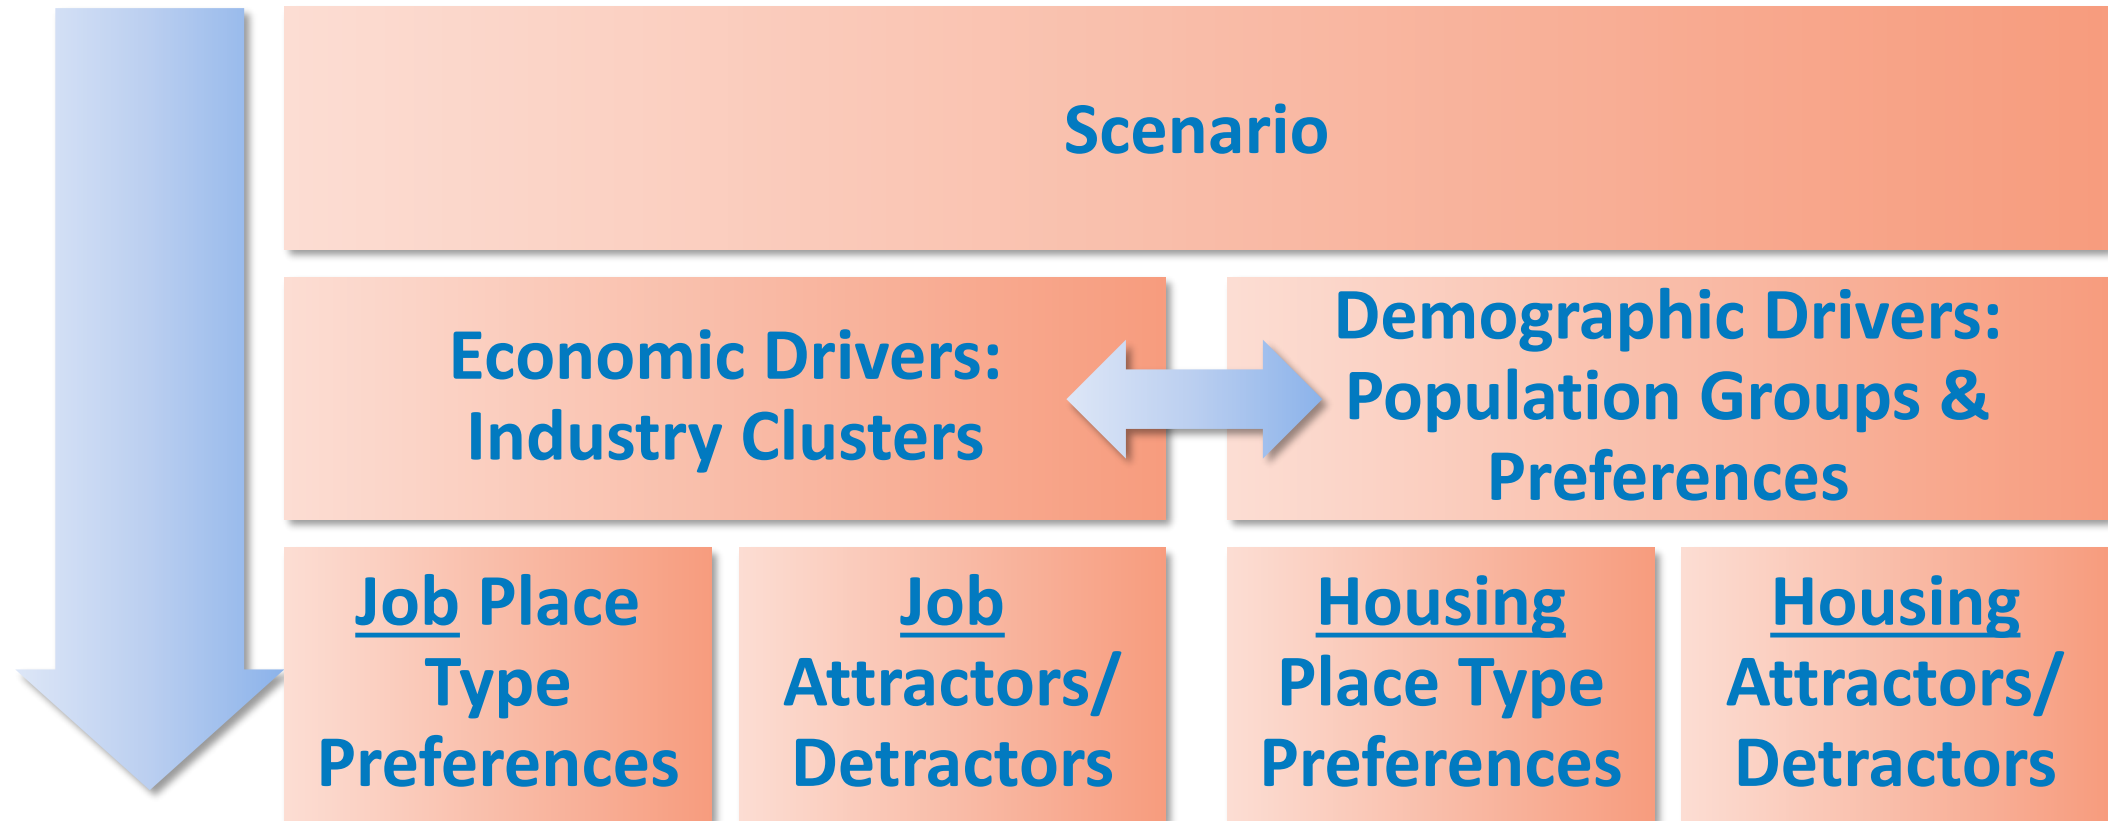 Scenario
Economic Drivers:
Industry Clusters
Demographic Drivers:
Population Groups &
Preferences
Job Place
Type
Preferences
Job
Attractors/
Detractors
Housing
Place Type
Preferences
Housing
Attractors/
Detractors